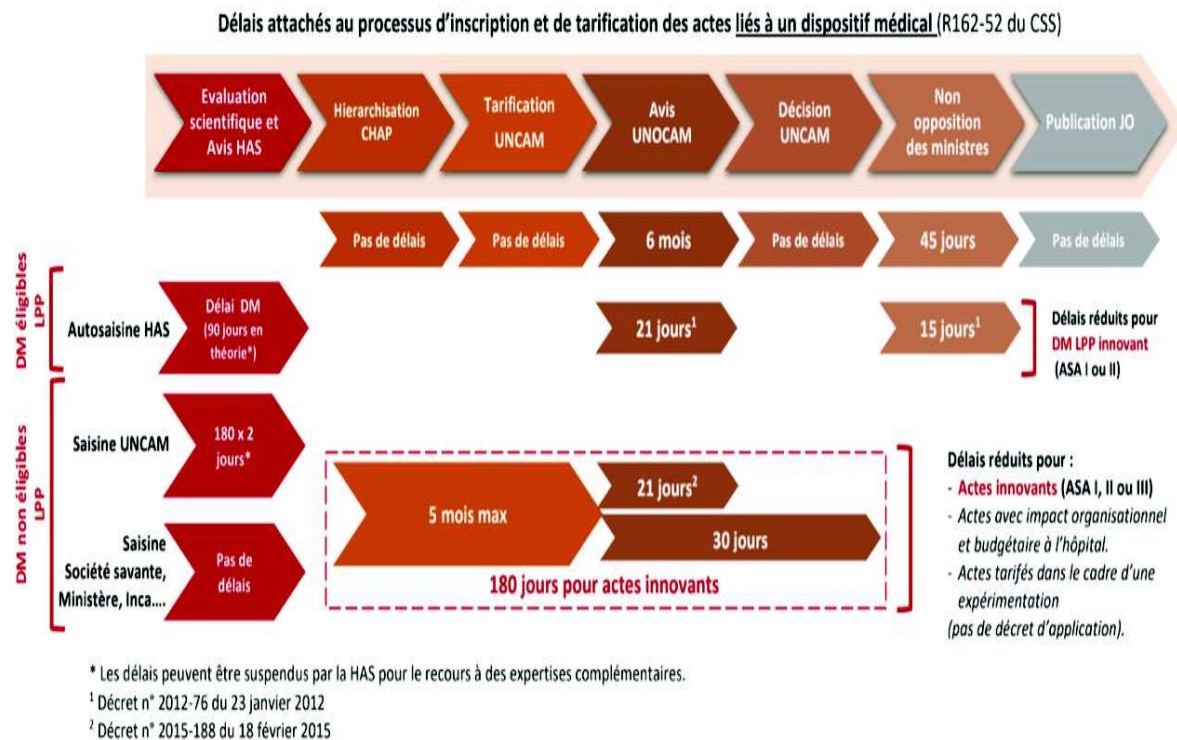 Délais attachés au processus d'inscription et de tarification des actes liés à un dispositif médical (R162-52 du CSS)
Evaluation
scientifique et
Avis HAS
Hierarchisation
CHAP
Tarification
UNCAM
Avis
UNOCAM
Décision
UNCAM
Non
opposition
des ministres
Publication JO
Pas de délais
Pas de délais
6 mois
Pas de délais
45 jours
Pas de délais
DM éligibles
LPP
Autosaisine HAS
Délai DM
(90 jours en
théorie*)
21 jours¹
15 jours¹
Délais réduits pour
DM LPP innovant
(ASA I ou II)
DM non éligibles
LPP
Saisine UNCAM
180 x 2
jours*
Saisine
Société savante,
Ministère, Inca....
Pas de
délais
5 mois max
21 jours²
30 jours
180 jours pour actes innovants
Délais réduits pour :
- Actes innovants (ASA I, II ou III)
- Actes avec impact organisationnel
et budgétaire à l'hôpital.
- Actes tarifés dans le cadre d'une
expérimentation
(pas de décret d'application).
* Les délais peuvent être suspendus par la HAS pour le recours à des expertises complémentaires.
¹ Décret n° 2012-76 du 23 janvier 2012
² Décret n° 2015-188 du 18 février 2015